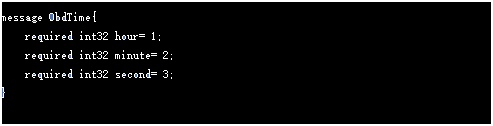 message ObdTime{
    required int32 hour= 1;
    required int32 minute= 2;
    required int32 second= 3;
}